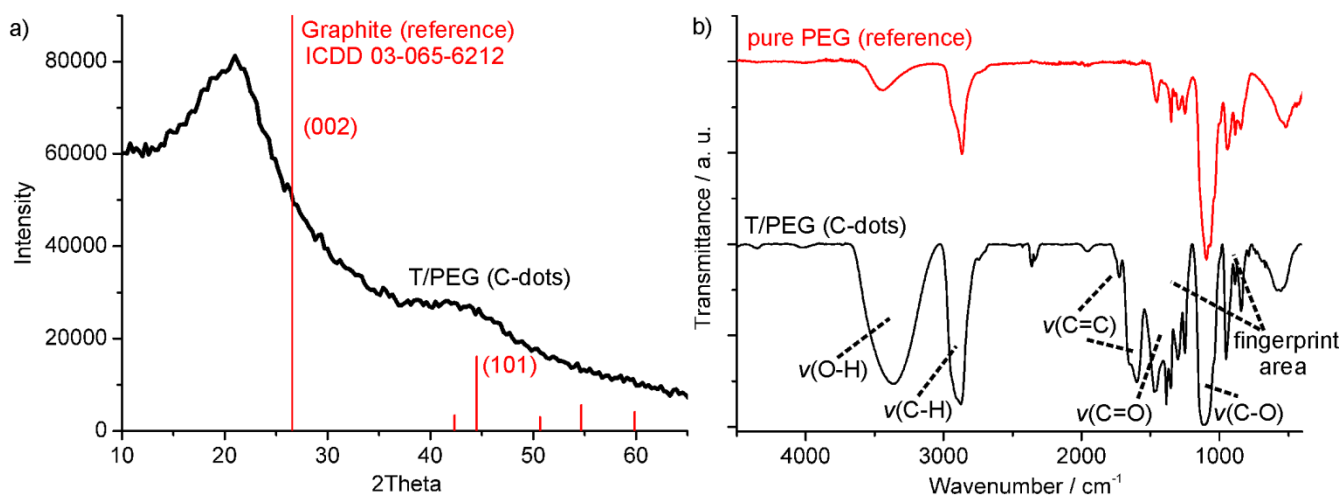 a)
Graphite (reference)
ICDD 03-065-6212
(002)
T/PEG (C-dots)
(101)
Intensity
80000
60000
40000
20000
0
10 20 30 40 50 60
2Theta
b)
pure PEG (reference)
T/PEG (C-dots)
ν(C=C)
fingerprint
area
ν(O-H)
ν(C-H)
ν(C=O)
ν(C-O)
Transmittance / a. u.
4000 3000 2000 1000
Wavenumber / cm⁻¹